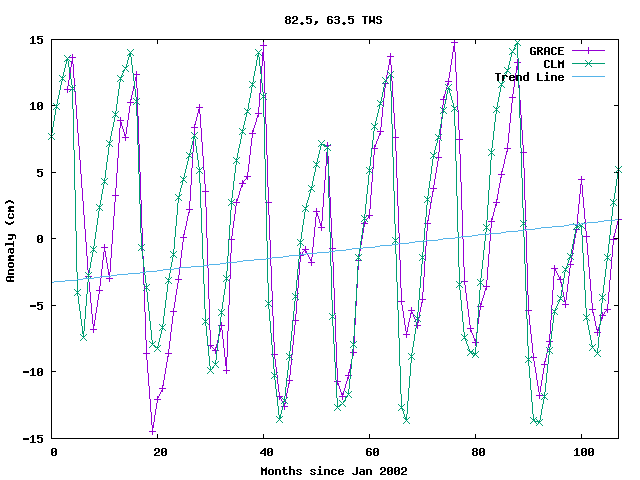 82.5, 63.5 TWS
GRACE
CLM
Trend Line
15
10
5
0
-5
-10
-15
Anomaly (cm)
0 20 40 60 80 100
Months since Jan 2002